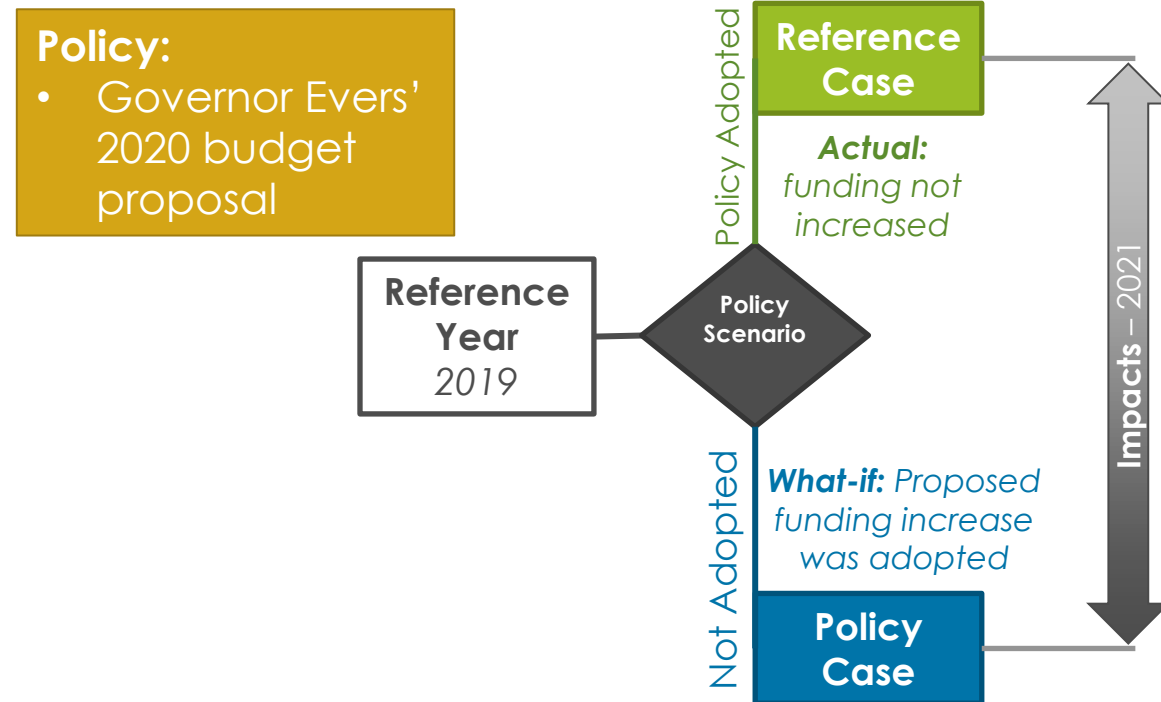 Policy:
• Governor Evers’
2020 budget
proposal
Reference
Year
2019
Policy
Scenario
Policy Adopted
Reference
Case
Actual:
funding not
increased
Not Adopted
What-if: Proposed
funding increase
was adopted
Policy
Case
Impacts – 2021